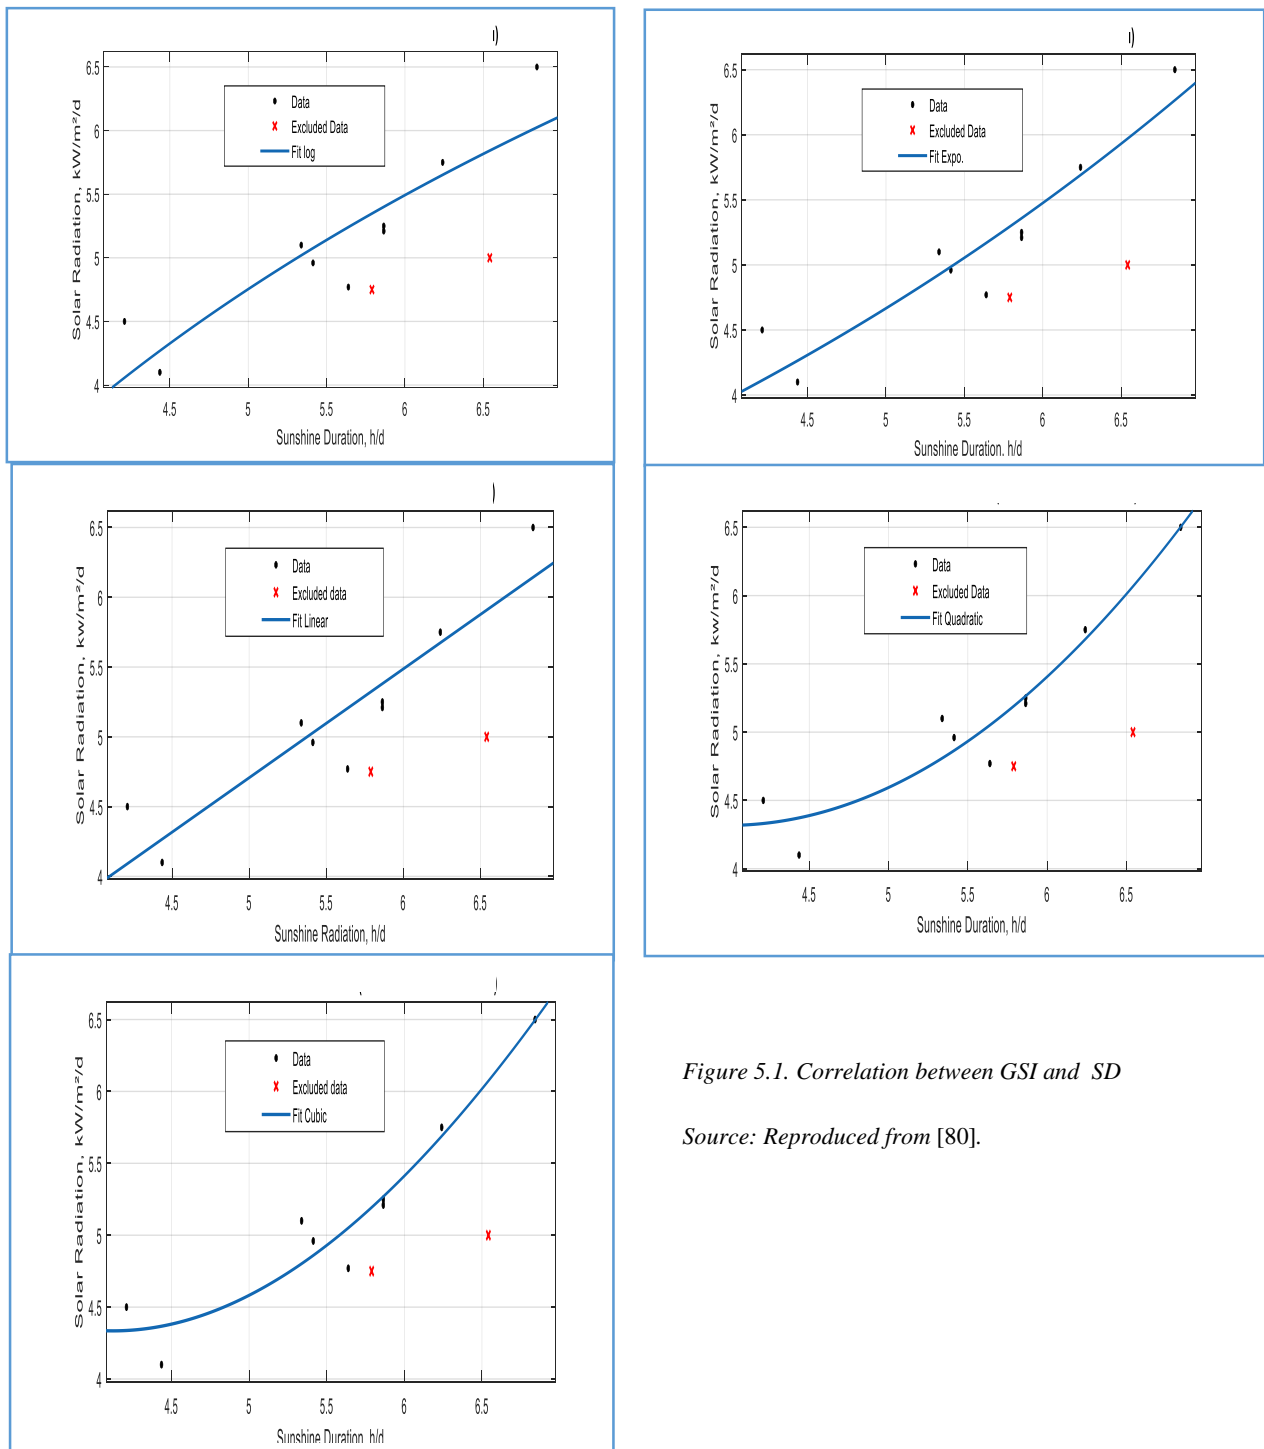 )
Solar Radiation, kW/m²/d
6.5
6
5.5
5
4.5
4
Data
Excluded Data
Fit log
4.5 5 5.5 6 6.5
Sunshine Duration, h/d
)
Solar Radiation. kW/m²/d
6.5
6
5.5
5
4.5
4
Data
Excluded Data
Fit Expo.
4.5 5 5.5 6 6.5
Sunshine Duration. h/d
)
Solar Radiation, kw/m²/d
6.5
6
5.5
5
4.5
4
Data
Excluded data
Fit Linear
4.5 5 5.5 6 6.5
Sunshine Radiation, h/d
Solar Radiation, kw/m²/d
6.5
6
5.5
5
4.5
4
Data
Excluded Data
Fit Quadratic
4.5 5 5.5 6 6.5
Sunshine Duration, h/d
Solar Radiation, kW/m²/d
6.5
6
5.5
5
4.5
4
Data
Excluded data
Fit Cubic
4.5 5 5.5 6 6.5
Sunshine Duration, h/d
Figure 5.1. Correlation between GSI and SD
Source: Reproduced from [80].